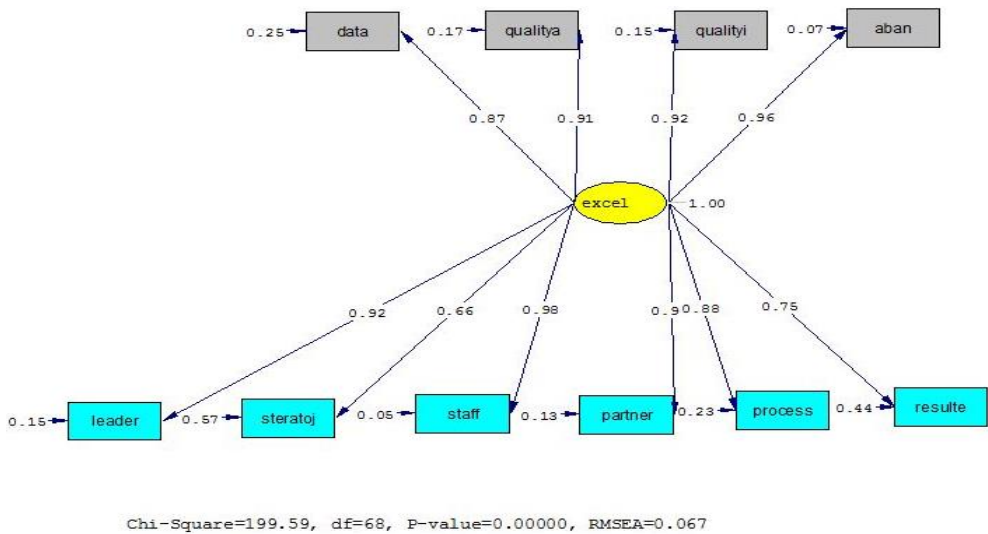 0.25 data 0.17 qualitya 0.15 qualityi 0.07 aban
0.87 0.91 0.92 0.96
excel 1.00
0.92 0.66 0.98 0.9 0.88 0.75
0.15 leader 0.57 steratoj 0.05 staff 0.13 partner 0.23 process 0.44 resulte
Chi-Square=199.59, df=68, P-value=0.00000, RMSEA=0.067